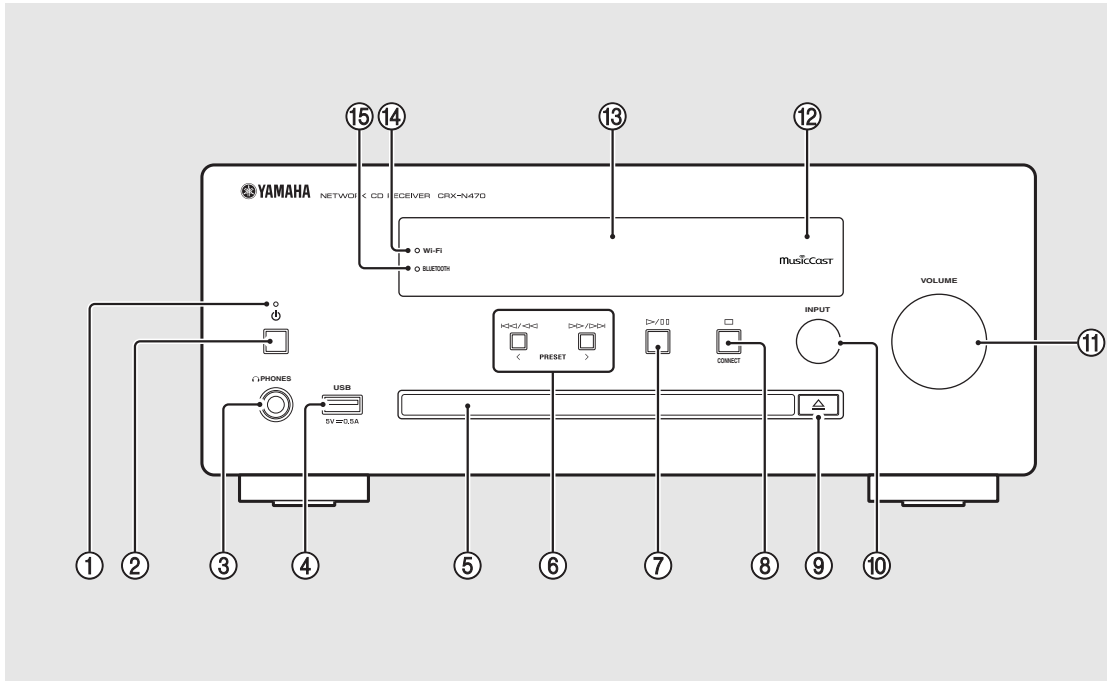 ⑮ ⑭ ⑬ ⑫
YAMAHA NETWORK CD RECEIVER CRX-N470
Wi-Fi
BLUETOOTH
MusicCast
VOLUME
INPUT
①
⑪
PRESET
CONNECT
PHONES
USB
5V 0.5A
① ② ③ ④ ⑤ ⑥ ⑦ ⑧ ⑨ ⑩